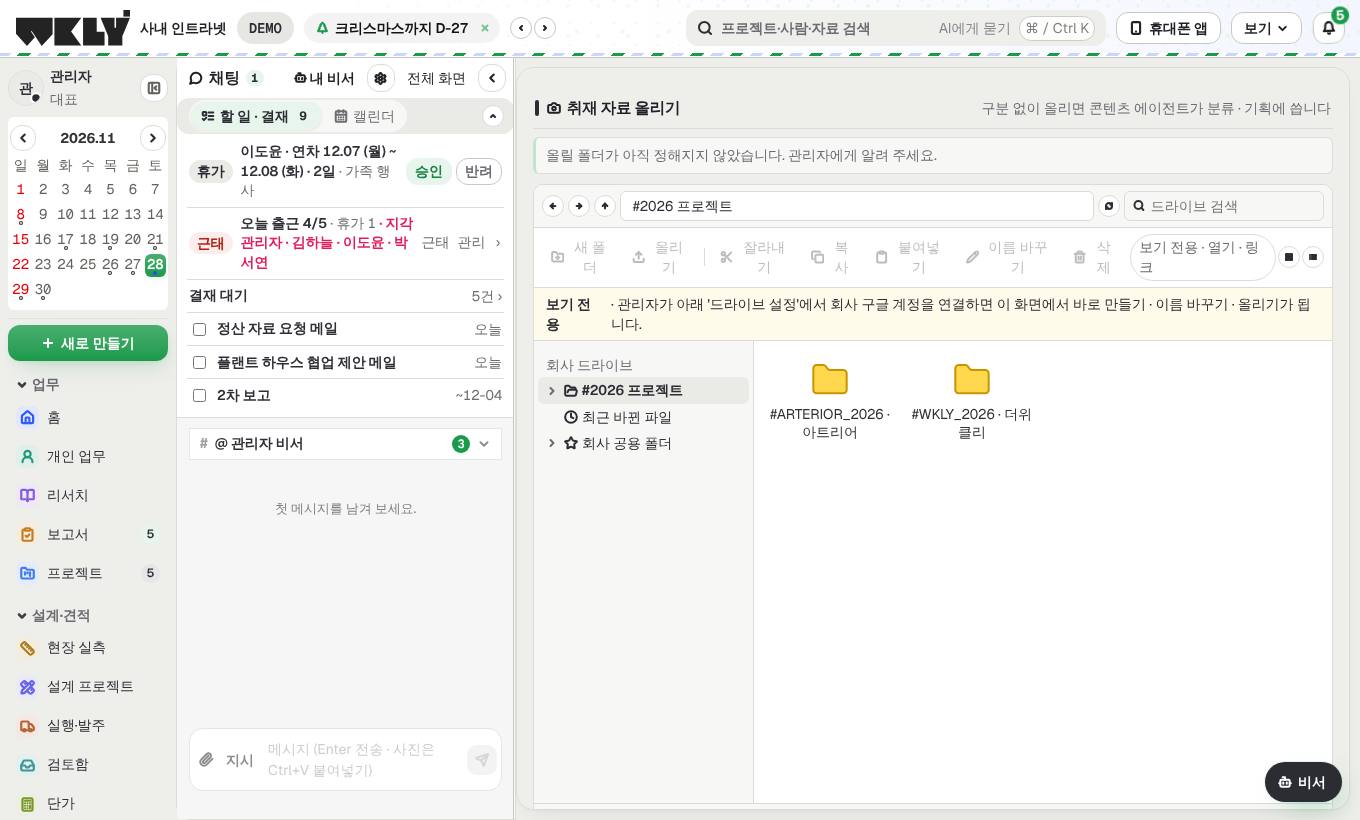 WKLY
사내 인트라넷
DEMO
크리스마스까지 D-27
×
프로젝트·사람·자료 검색
AI에게 묻기
⌘ / Ctrl K
휴대폰 앱
보기
5
관
관리자
대표
2026.11
일 월 화 수 목 금 토
1 2 3 4 5 6 7
8 9 10 11 12 13 14
15 16 17 18 19 20 21
22 23 24 25 26 27 28
29 30
+ 새로 만들기
업무
홈
개인 업무
리서치
보고서 5
프로젝트 5
설계·견적
현장 실측
설계 프로젝트
실행·발주
검토함
단가
채팅 1
내 비서
전체 화면
할 일 · 결재 9
캘린더
휴가
이도윤 · 연차 12.07 (월) ~
12.08 (화) · 2일 · 가족 행
사
승인
반려
근태
오늘 출근 4/5 · 휴가 1 · 지각
관리자 · 김하늘 · 이도윤 · 박
서연
근태 관리 ›
결재 대기
5건 ›
정산 자료 요청 메일
오늘
플랜트 하우스 협업 제안 메일
오늘
2차 보고
~12-04
# @ 관리자 비서
3
첫 메시지를 남겨 보세요.
지시
메시지 (Enter 전송 · 사진은
Ctrl+V 붙여넣기)
취재 자료 올리기
구분 없이 올리면 콘텐츠 에이전트가 분류 · 기획에 씁니다
올릴 폴더가 아직 정해지지 않았습니다. 관리자에게 알려 주세요.
#2026 프로젝트
드라이브 검색
새 폴
더
올리
기
잘라내
기
복
사
붙여넣
기
이름 바꾸
기
삭
제
보기 전용 · 열기 · 링
크
보기 전
용
· 관리자가 아래 '드라이브 설정'에서 회사 구글 계정을 연결하면 이 화면에서 바로 만들기 · 이름 바꾸기 · 올리기가 됩
니다.
회사 드라이브
#2026 프로젝트
최근 바뀐 파일
회사 공용 폴더
#ARTERIOR_2026 ·
아트리어
#WKLY_2026 · 더위
클리
비서